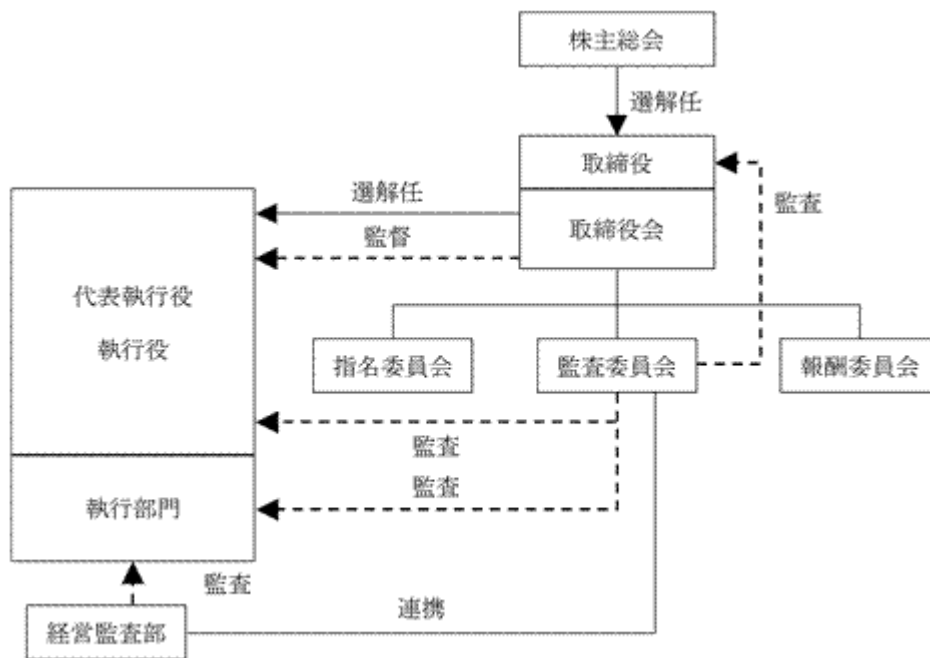 株主総会
選解任
取締役
監査
選解任
取締役会
監督
代表執行役
執行役
指名委員会
監査委員会
報酬委員会
監査
監査
執行部門
監査
連携
経営監査部